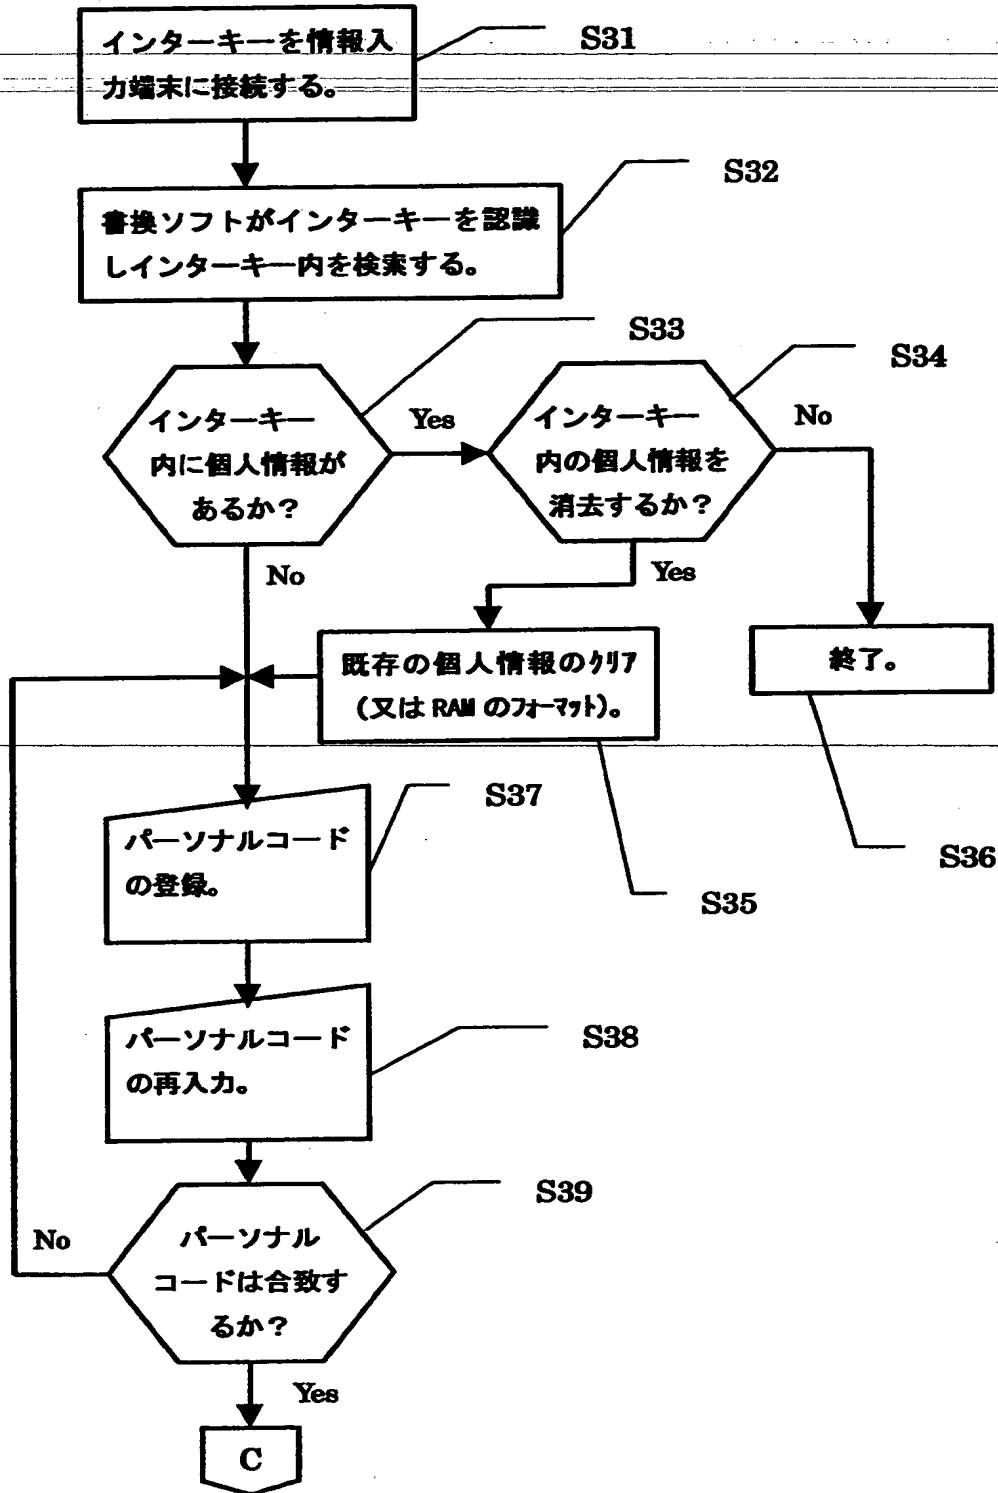 インターキーを情報入
力端末に接続する。
S31
書換ソフトがインターキーを認識
しインターキー内を検索する。
S32
インターキー
内に個人情報が
あるか？
S33
Yes
No
インターキー
内の個人情報を
消去するか？
S34
No
Yes
既存の個人情報のクリア
(又は RAM のフォーマット)。
S35
終了。
S36
パーソナルコード
の登録。
S37
パーソナルコード
の再入力。
S38
パーソナル
コードは合致す
るか？
S39
No
Yes
C